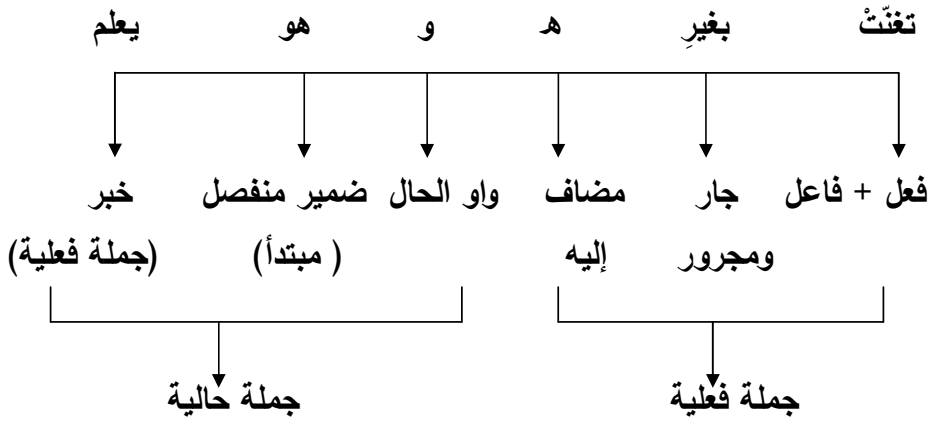 تغنّتْ بغيرِ ه و هو يعلم
فعل + فاعل جار مضاف واو الحال ضمير منفصل خبر
ومجرور إليه ( مبتدأ) (جملة فعلية)
جملة فعلية جملة حالية